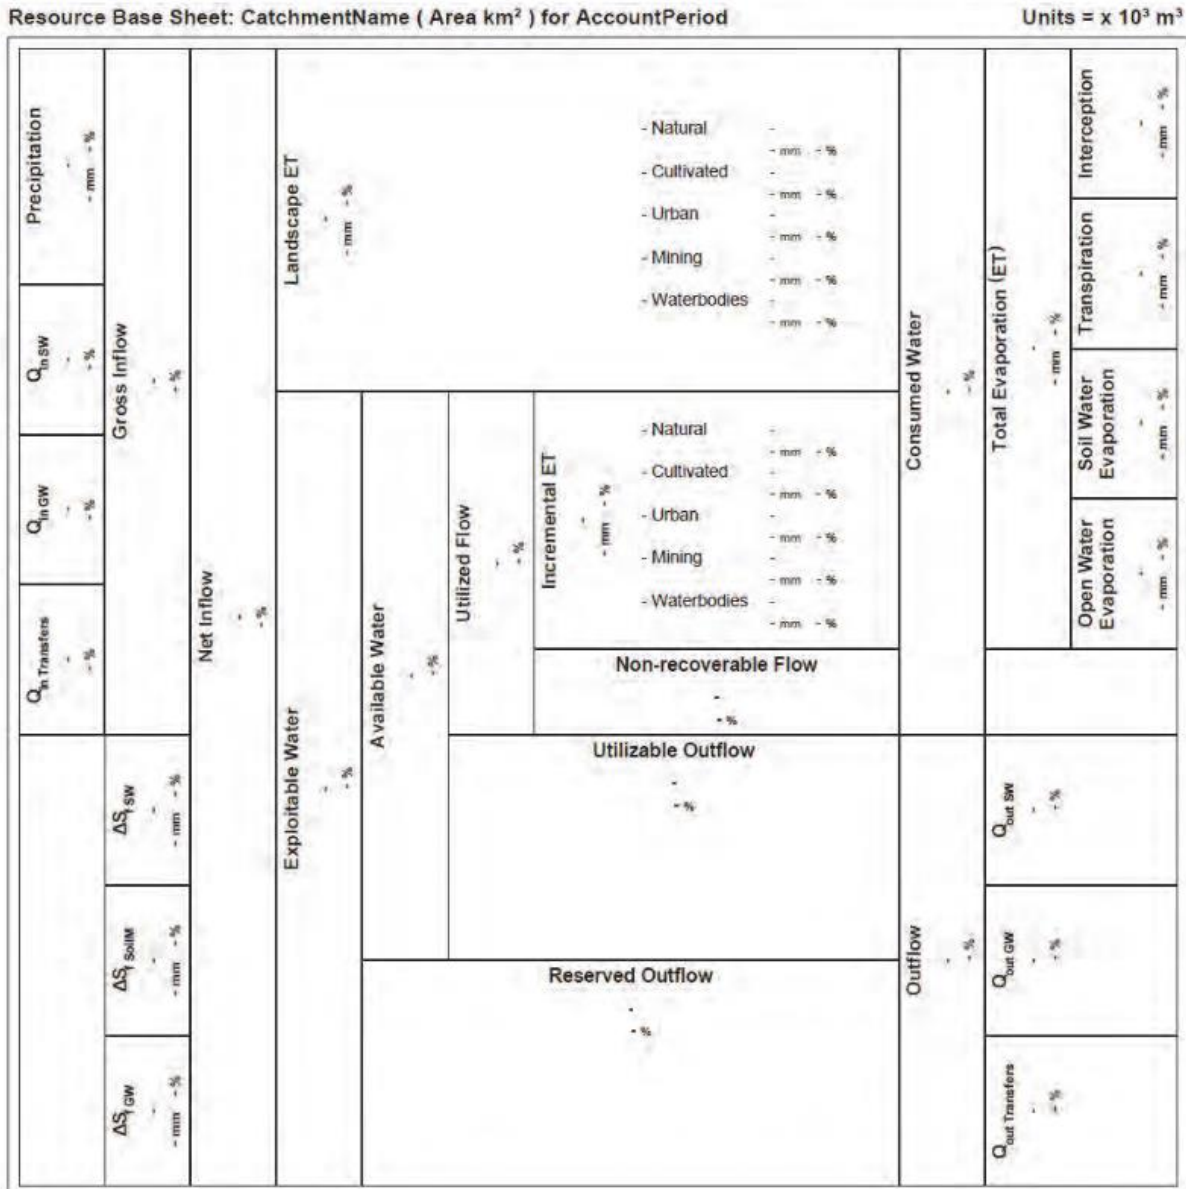 Resource Base Sheet: CatchmentName ( Area km² ) for AccountPeriod
Units = x 10³ m³
Precipitation
-
- mm - %
Q in SW
-
- %
Q in GW
-
- %
Q in Transfers
-
- %
Gross Inflow
-
- %
ΔS f SW
-
- mm - %
ΔS f SoilM
-
- mm - %
ΔS f GW
-
- mm - %
Net Inflow
-
- %
Landscape ET
-
- mm - %
- Natural -
- mm - %
- Cultivated -
- mm - %
- Urban -
- mm - %
- Mining -
- mm - %
- Waterbodies -
- mm - %
Exploitable Water
-
- %
Available Water
-
- %
Utilized Flow
-
- %
Incremental ET
-
- mm - %
- Natural -
- mm - %
- Cultivated -
- mm - %
- Urban -
- mm - %
- Mining -
- mm - %
- Waterbodies -
- mm - %
Non-recoverable Flow
-
- %
Utilizable Outflow
-
- %
Reserved Outflow
-
- %
Consumed Water
-
- %
Outflow
-
- %
Total Evaporation (ET)
-
- mm - %
Interception
-
- mm - %
Transpiration
-
- mm - %
Soil Water
Evaporation
-
- mm - %
Open Water
Evaporation
-
- mm - %
Q out SW
-
- %
Q out GW
-
- %
Q out Transfers
-
- %